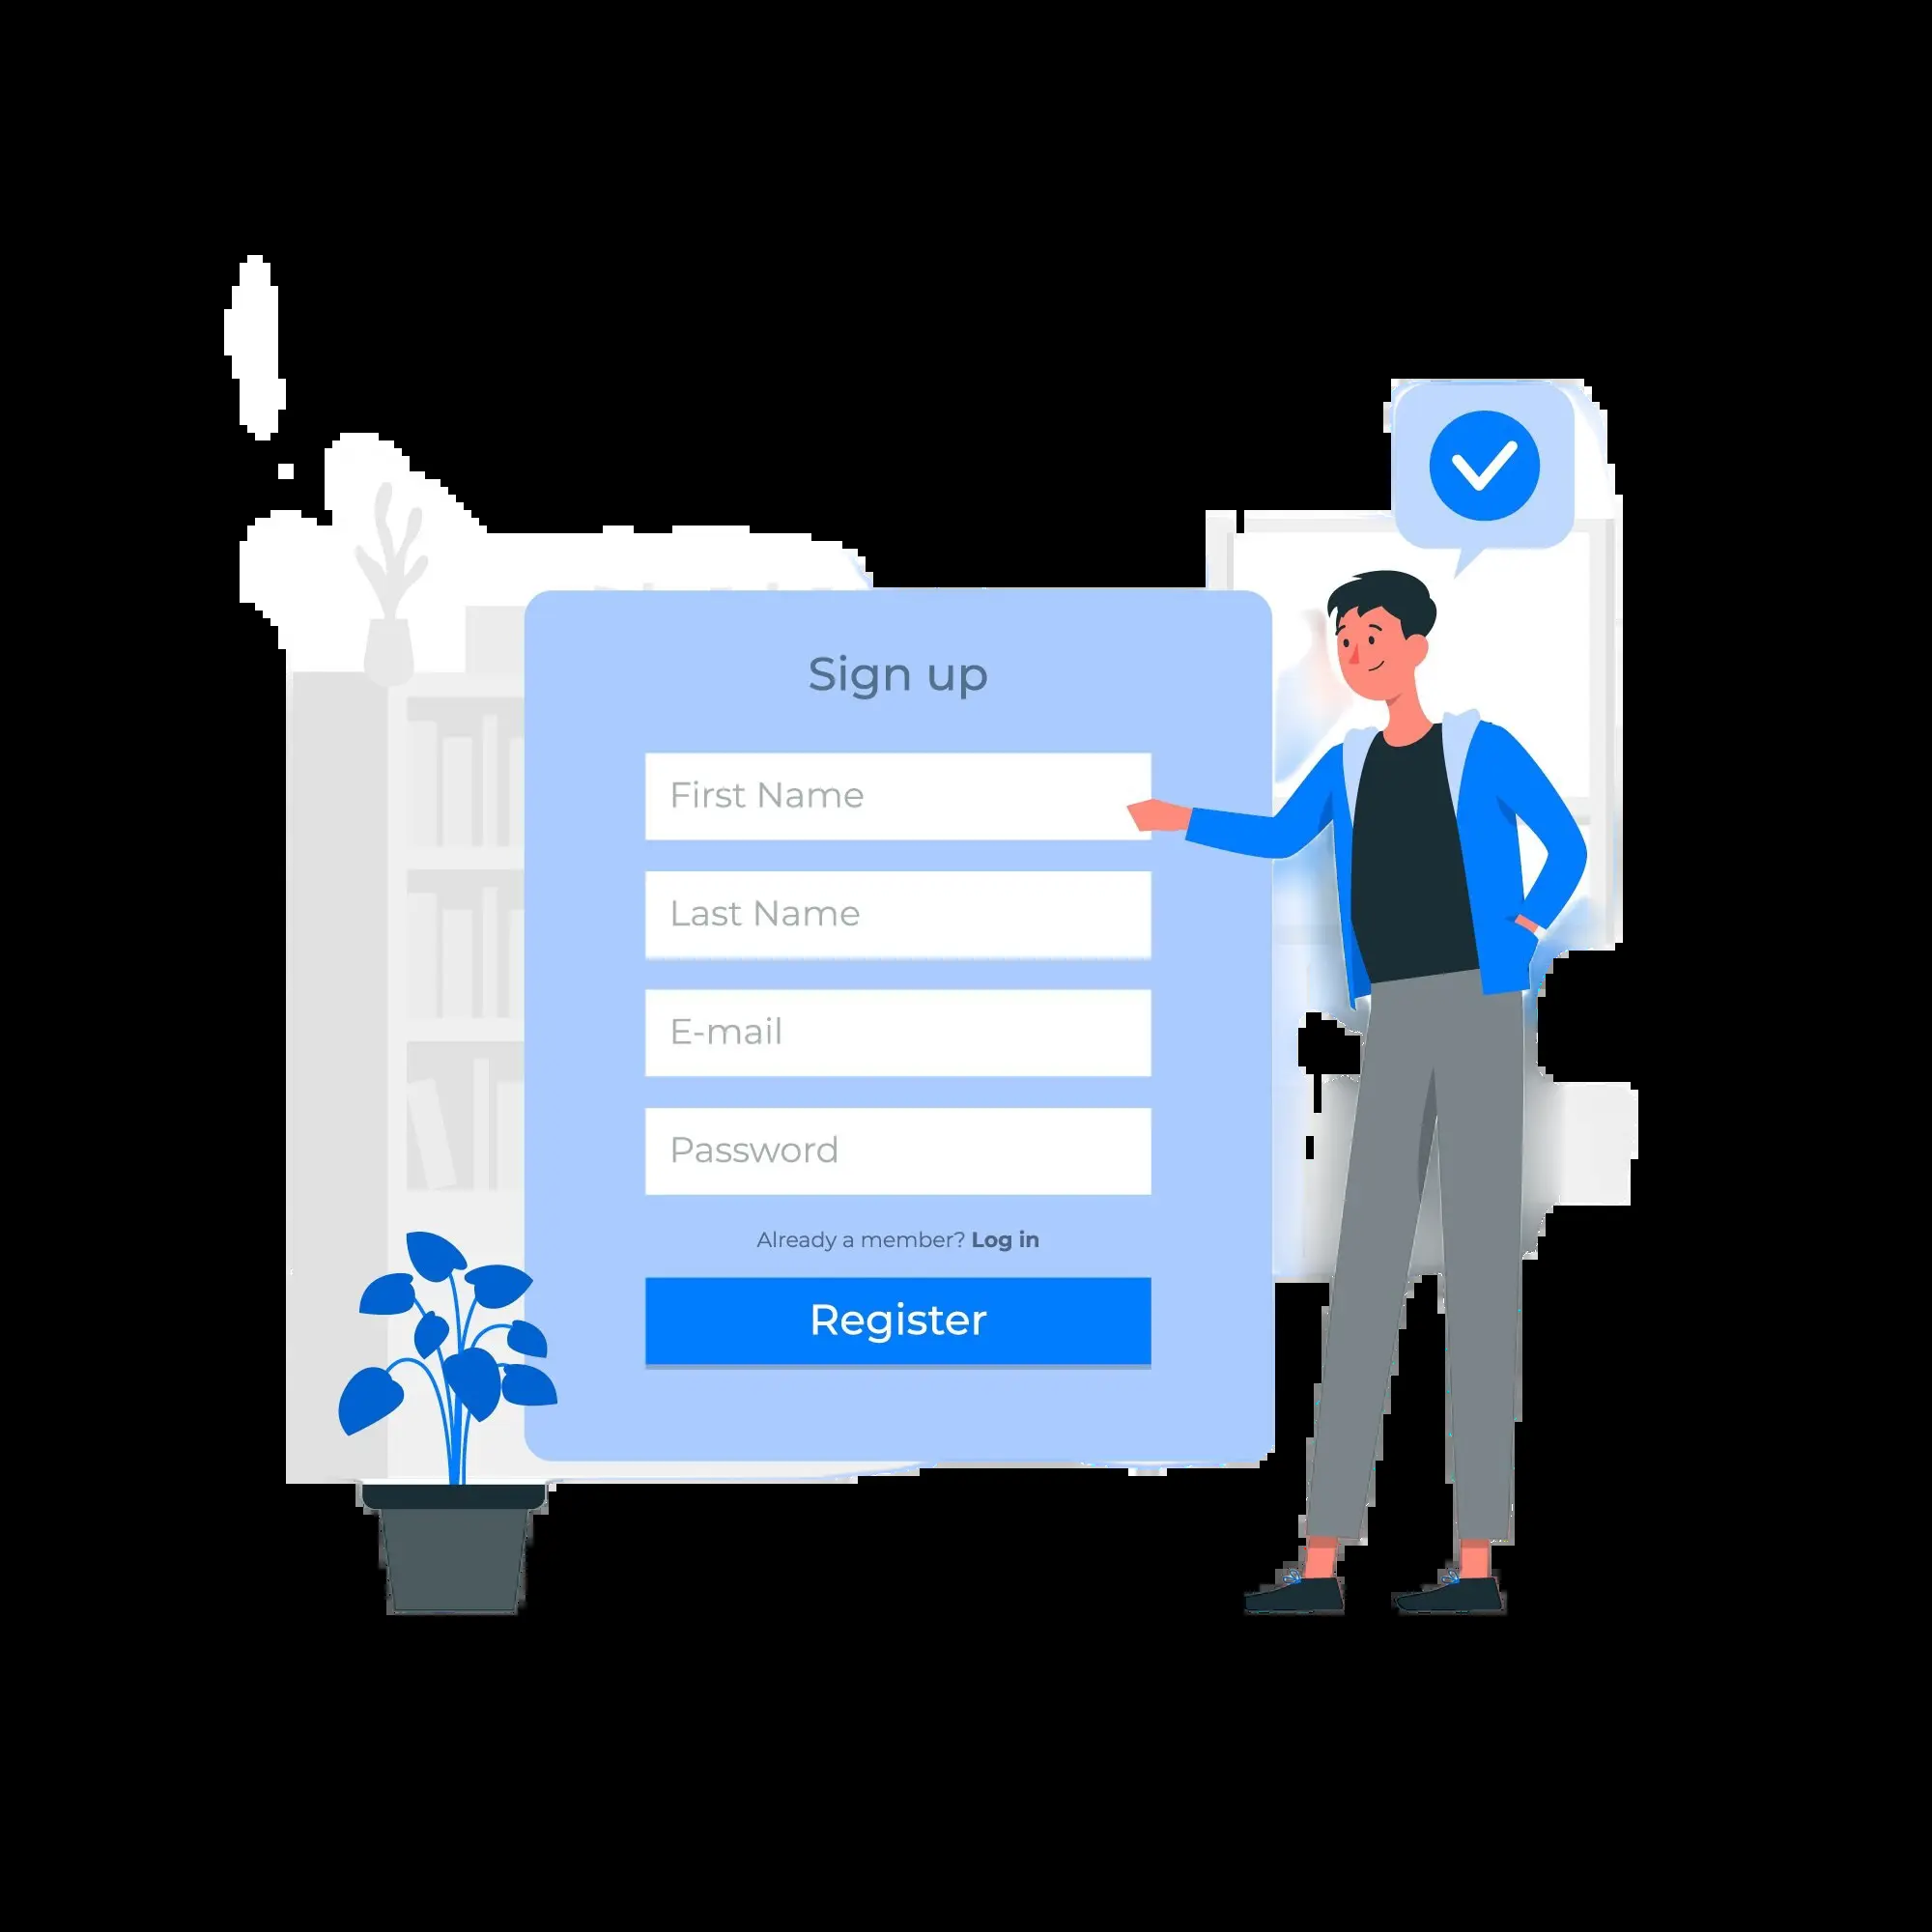 Sign up
First Name
Last Name
E-mail
Password
Already a member? Log in
Register